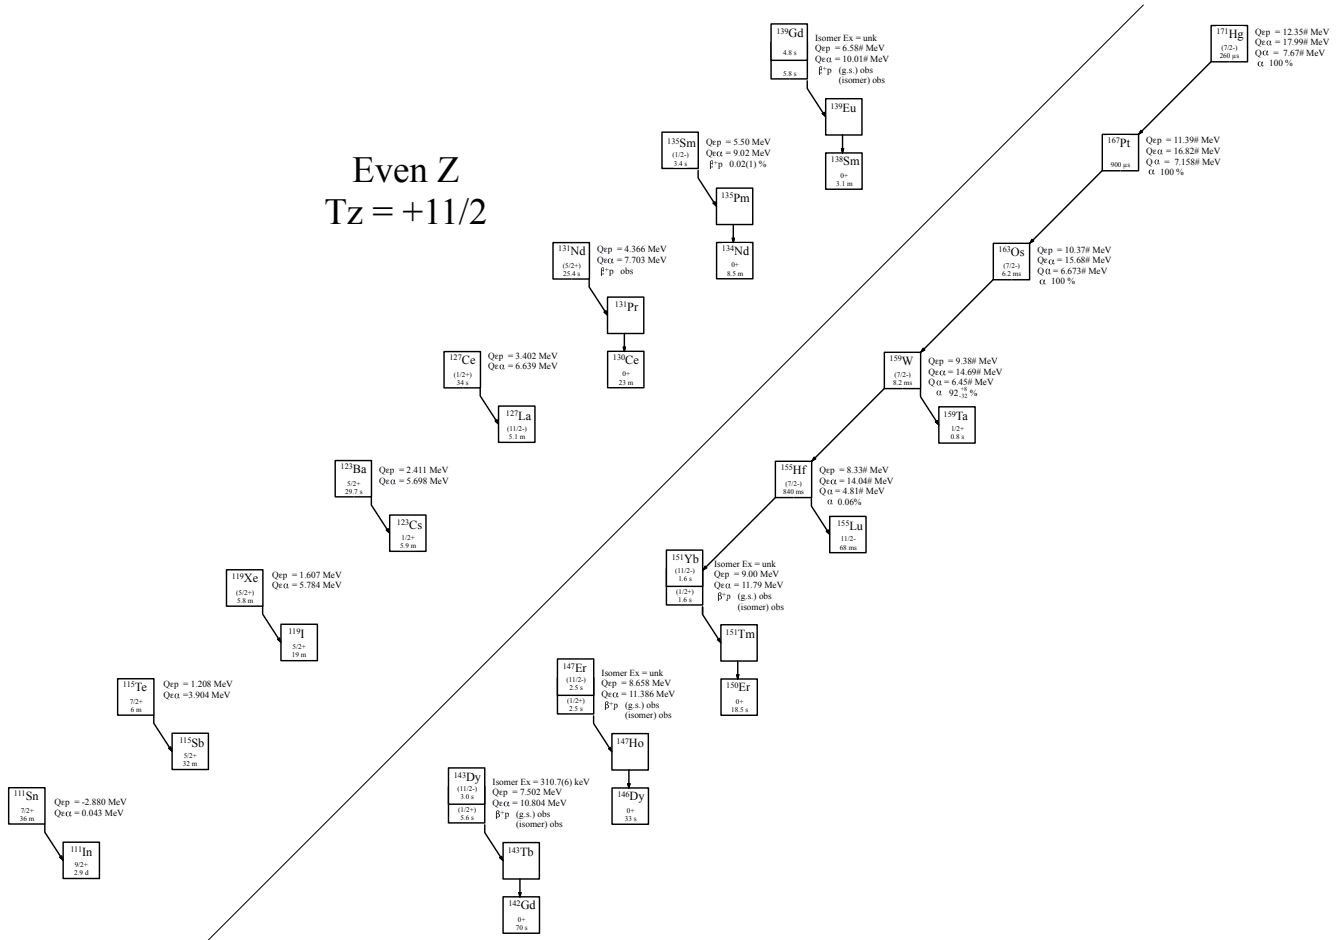 Even Z
Tz = +11/2
139Gd
4.8 s
5.8 s
Isomer Ex = unk
Qεp = 6.58# MeV
Qεα = 10.01# MeV
β+p (g.s.) obs
(isomer) obs
139Eu
138Sm
0+
3.1 m
135Sm
(1/2-)
3.4 s
Qεp = 5.50 MeV
Qεα = 9.02 MeV
β+p 0.02(1) %
135Pm
134Nd
0+
8.5 m
131Nd
(5/2+)
25.4 s
Qεp = 4.366 MeV
Qεα = 7.703 MeV
β+p obs
131Pr
130Ce
0+
23 m
127Ce
(1/2+)
34 s
Qεp = 3.402 MeV
Qεα = 6.639 MeV
127La
(11/2-)
5.1 m
123Ba
5/2+
29.7 s
Qεp = 2.411 MeV
Qεα = 5.698 MeV
123Cs
1/2+
5.9 m
119Xe
(5/2+)
5.8 m
Qεp = 1.607 MeV
Qεα = 5.784 MeV
119I
5/2+
19 m
115Te
7/2+
6 m
Qεp = 1.208 MeV
Qεα =3.904 MeV
115Sb
5/2+
32 m
111Sn
7/2+
36 m
Qεp = -2.880 MeV
Qεα = 0.043 MeV
111In
9/2+
2.9 d
171Hg
(7/2-)
260 μs
Qεp = 12.35# MeV
Qεα = 17.99# MeV
Qα = 7.67# MeV
α 100 %
167Pt
900 μs
Qεp = 11.39# MeV
Qεα = 16.82# MeV
Qα = 7.158# MeV
α 100 %
163Os
(7/2-)
6.2 ms
Qεp = 10.37# MeV
Qεα = 15.68# MeV
Qα = 6.673# MeV
α 100 %
159W
(7/2-)
8.2 ms
Qεp = 9.38# MeV
Qεα = 14.69# MeV
Qα = 6.45# MeV
α 92 +8 -32 %
159Ta
1/2+
0.8 s
155Hf
(7/2-)
840 ms
Qεp = 8.33# MeV
Qεα = 14.04# MeV
Qα = 4.81# MeV
α 0.06%
155Lu
11/2-
68 ms
151Yb
(11/2-)
1.6 s
(1/2+)
1.6 s
Isomer Ex = unk
Qεp = 9.00 MeV
Qεα = 11.79 MeV
β+p (g.s.) obs
(isomer) obs
151Tm
150Er
0+
18.5 s
147Er
(11/2-)
2.5 s
(1/2+)
2.5 s
Isomer Ex = unk
Qεp = 8.658 MeV
Qεα = 11.386 MeV
β+p (g.s.) obs
(isomer) obs
147Ho
146Dy
0+
33 s
143Dy
(11/2-)
3.0 s
(1/2+)
5.6 s
Isomer Ex = 310.7(6) keV
Qεp = 7.502 MeV
Qεα = 10.804 MeV
β+p (g.s.) obs
(isomer) obs
143Tb
142Gd
0+
70 s